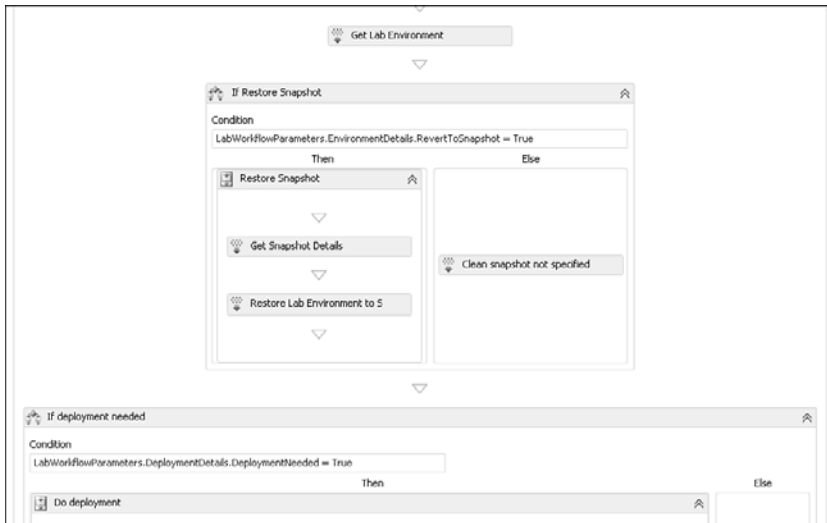 Get Lab Environment
If Restore Snapshot
Condition
LabWorkflowParameters.EnvironmentDetails.RevertToSnapshot = True
Then Else
Restore Snapshot
Get Snapshot Details
Clean snapshot not specified
Restore Lab Environment to S
If deployment needed
Condition
LabWorkflowParameters.DeploymentDetails.DeploymentNeeded = True
Then Else
Do deployment